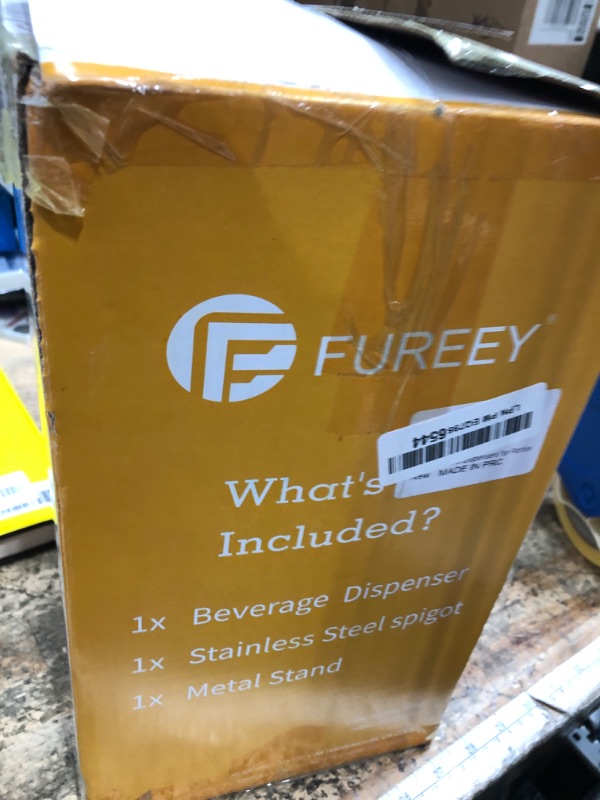 FUREEY
What's
Included?
1x Beverage Dispenser
1x Stainless Steel spigot
1x Metal Stand
MADE IN PRC